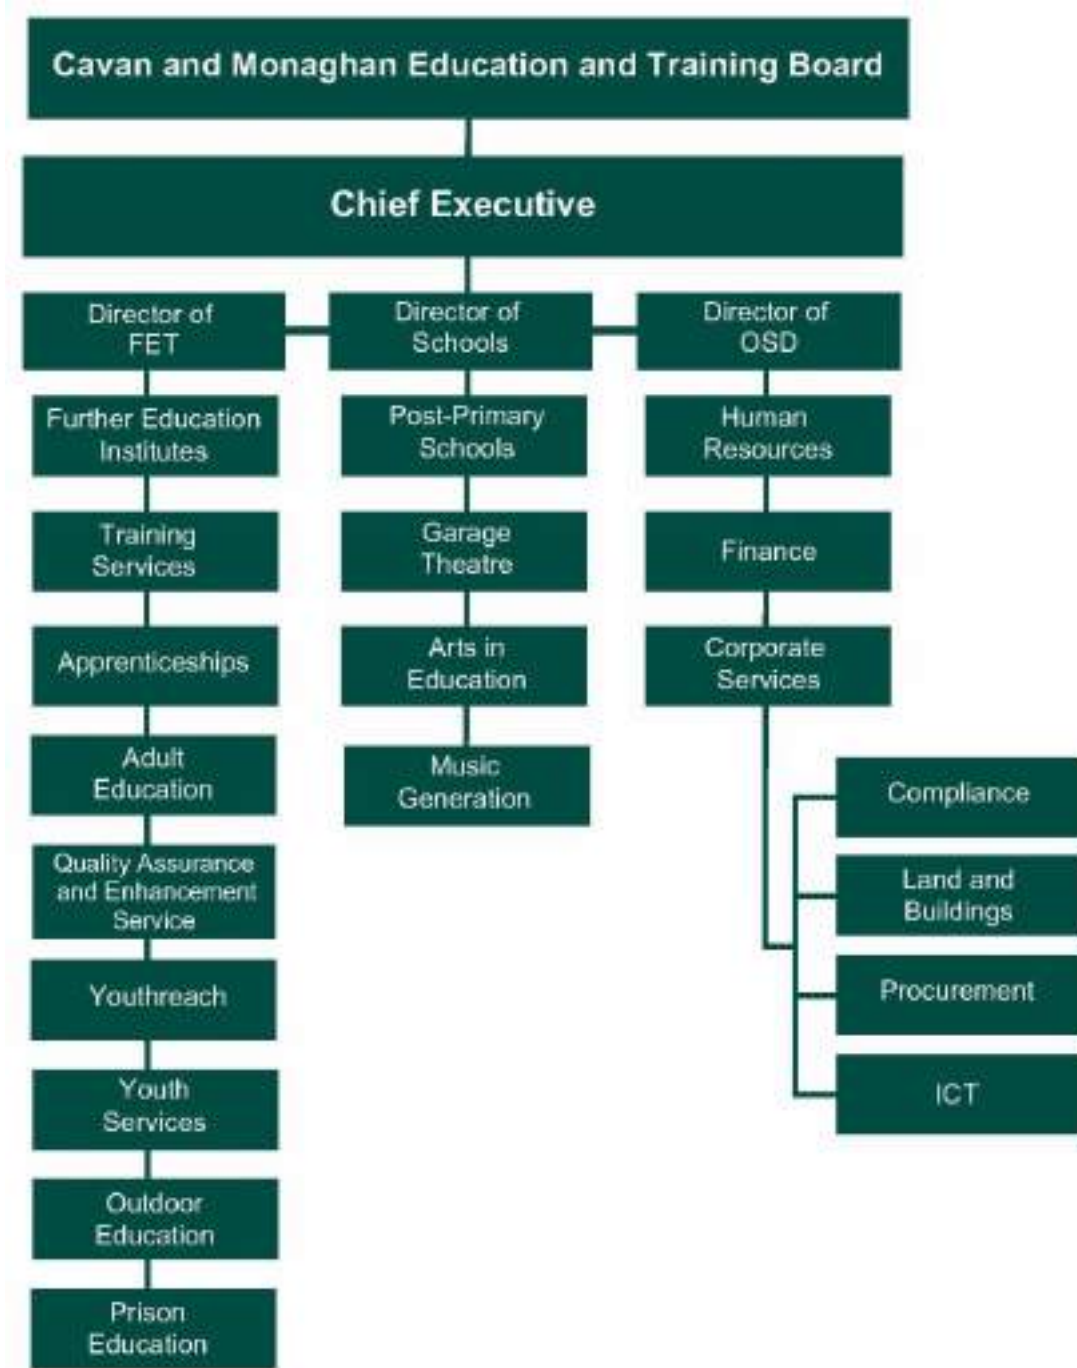 Cavan and Monaghan Education and Training Board
Chief Executive
Director of
FET
Director of
Schools
Director of
OSD
Further Education
Institutes
Post-Primary
Schools
Human
Resources
Training
Services
Garage
Theatre
Finance
Apprenticeships
Arts in
Education
Corporate
Services
Adult
Education
Music
Generation
Compliance
Quality Assurance
and Enhancement
Service
Land and
Buildings
Youthreach
Procurement
Youth
Services
ICT
Outdoor
Education
Prison
Education